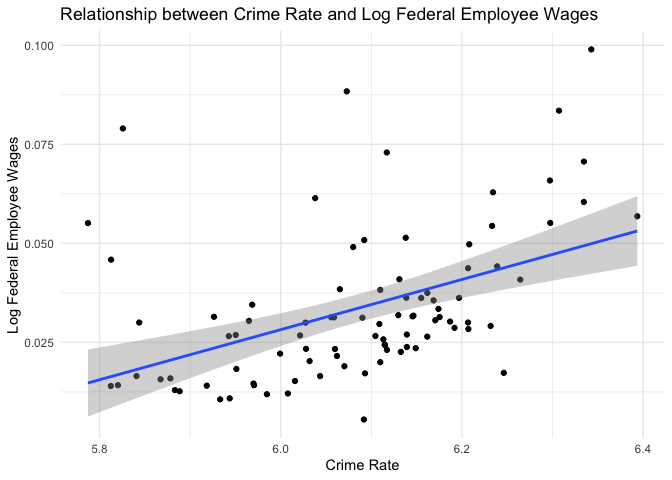 Relationship between Crime Rate and Log Federal Employee Wages
Log Federal Employee Wages
0.100
0.075
0.050
0.025
5.8
6.0
6.2
6.4
Crime Rate